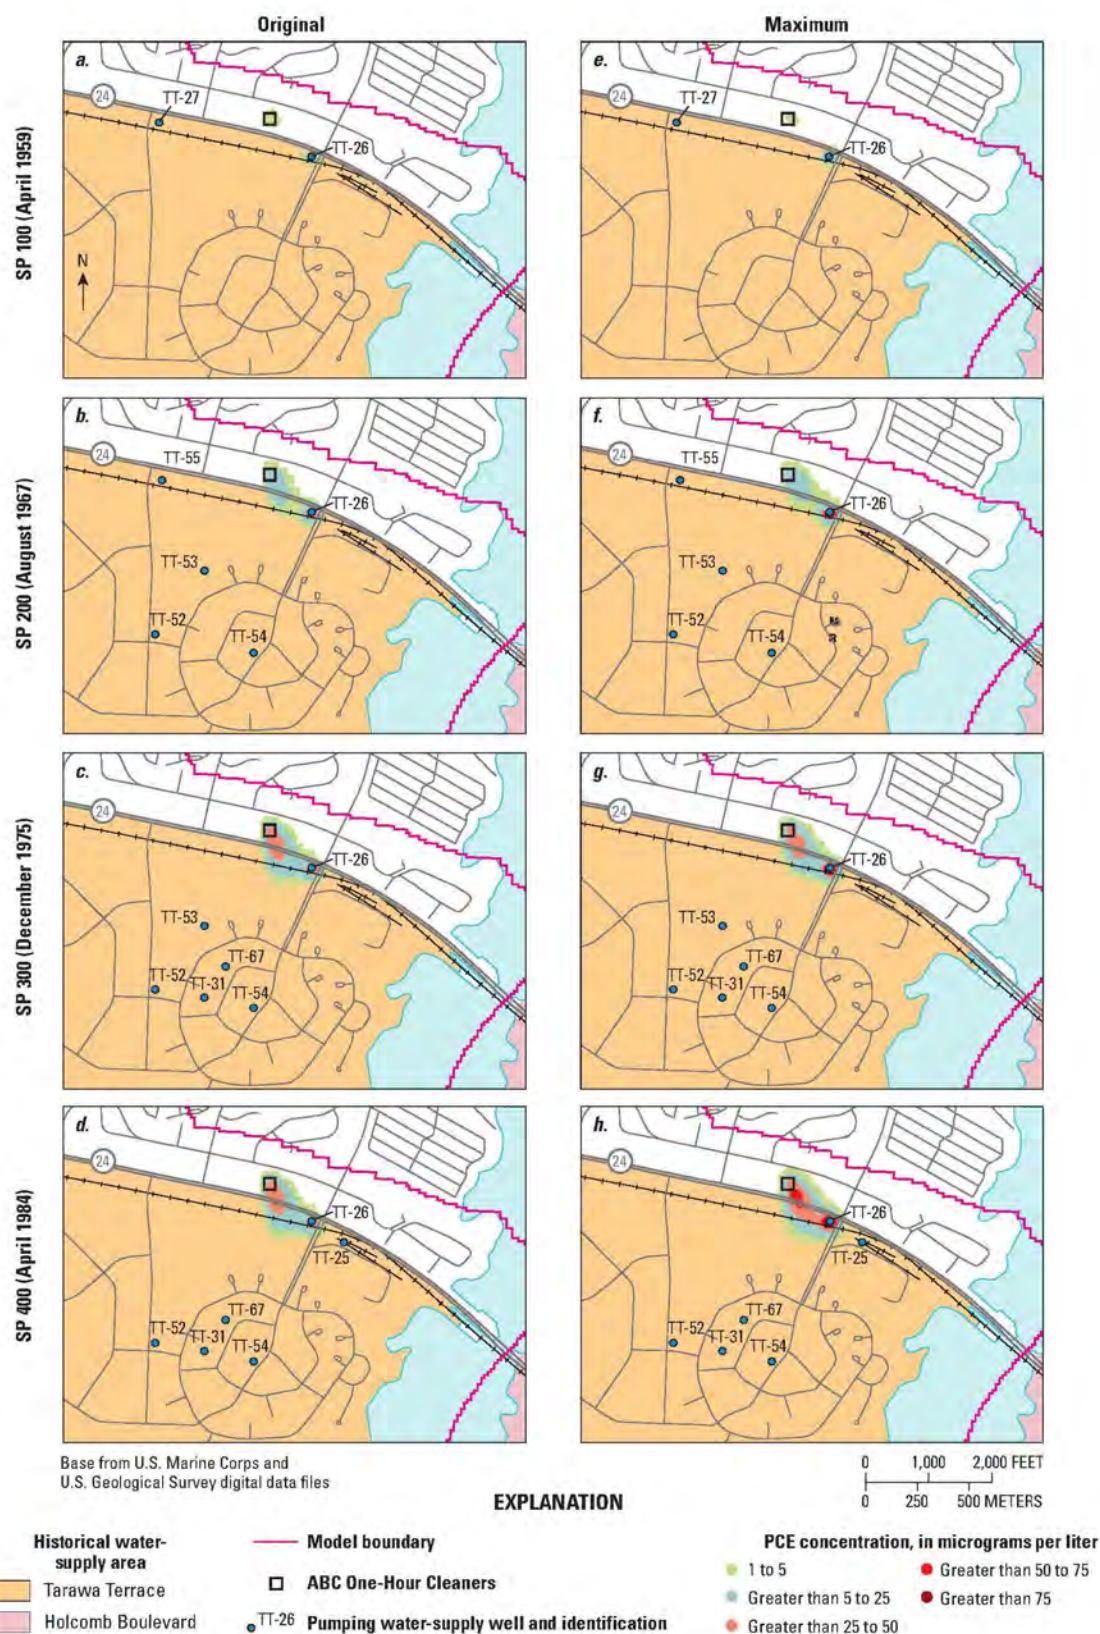 Original
Maximum
SP 100 (April 1959)
a.
24
TT-27
TT-26
N
e.
24
TT-27
TT-26
SP 200 (August 1967)
b.
24
TT-55
TT-26
TT-53
TT-52
TT-54
f.
24
TT-55
TT-26
TT-53
TT-52
TT-54
SP 300 (December 1975)
c.
24
TT-26
TT-53
TT-67
TT-52
TT-31
TT-54
g.
24
TT-26
TT-53
TT-67
TT-52
TT-31
TT-54
SP 400 (April 1984)
d.
24
TT-26
TT-25
TT-67
TT-52
TT-31
TT-54
h.
24
TT-26
TT-25
TT-67
TT-52
TT-31
TT-54
Base from U.S. Marine Corps and
U.S. Geological Survey digital data files
0 1,000 2,000 FEET
0 250 500 METERS
EXPLANATION
Historical water-
supply area
Tarawa Terrace
Holcomb Boulevard
Model boundary
ABC One-Hour Cleaners
TT-26 Pumping water-supply well and identification
PCE concentration, in micrograms per liter
1 to 5
Greater than 5 to 25
Greater than 25 to 50
Greater than 50 to 75
Greater than 75